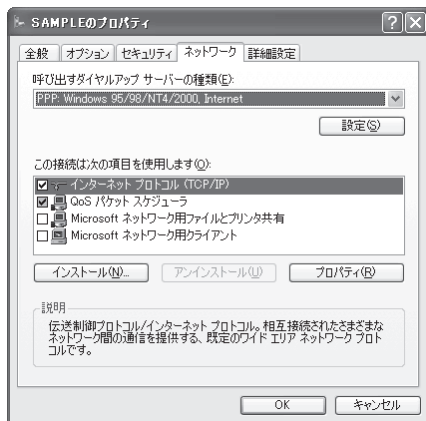 SAMPLEのプロパティ
全般 オプション セキュリティ ネットワーク 詳細設定
呼び出すダイヤルアップ サーバーの種類(E):
PPP: Windows 95/98/NT4/2000, Internet
設定(S)
この接続は次の項目を使用します(O):
インターネット プロトコル (TCP/IP)
QoS パケット スケジューラ
Microsoft ネットワーク用ファイルとプリンタ共有
Microsoft ネットワーク用クライアント
インストール(N)... アンインストール(U) プロパティ(R)
説明
伝送制御プロトコル/インターネット プロトコル。相互接続されたさまざまな
ネットワーク間の通信を提供する、既定のワイド エリア ネットワーク プロト
コルです。
OK キャンセル